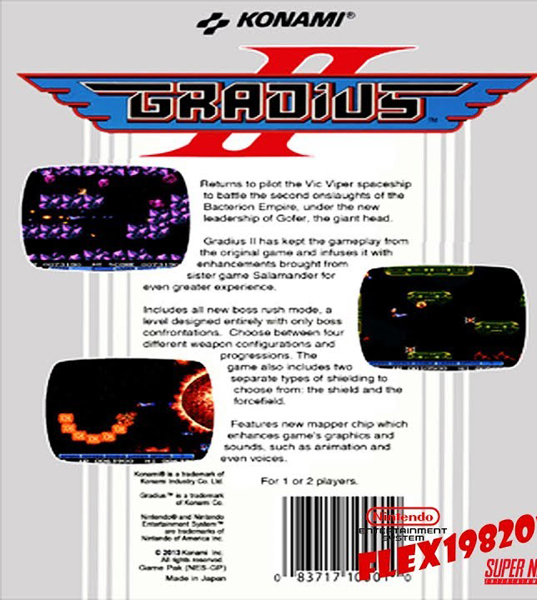 KONAMI®
GRADIUS
II
TM
Returns to pilot the Vic Viper spaceship
to battle the second onslaughts of the
Bacterion Empire, under the new
leadership of Gofer, the giant head.
Gradius II has kept the gameplay from
the original game and infuses it with
enhancements brought from
sister game Salamander for
even greater experience.
Includes all new boss rush mode, a
level designed entirely with only boss
confrontations. Choose between four
different weapon configurations and
progressions. The
game also includes two
separate types of shielding to
choose from: the shield and the
forcefield.
Features new mapper chip which
enhances game's graphics and
sounds, such as animation and
even voices.
For 1 or 2 players.
Konami® is a trademark of
Konami Industry Co. Ltd.
Gradius™ is a trademark
of Konami Co.
Nintendo® and Nintendo
Entertainment System™
are trademarks of
Nintendo of America Inc.
© 2013 Konami Inc.
All rights reserved.
Game Pak (NES-GP)
Made in Japan
Nintendo
ENTERTAINMENT
SYSTEM
FLEX19820
SUPER N
0 83717 0